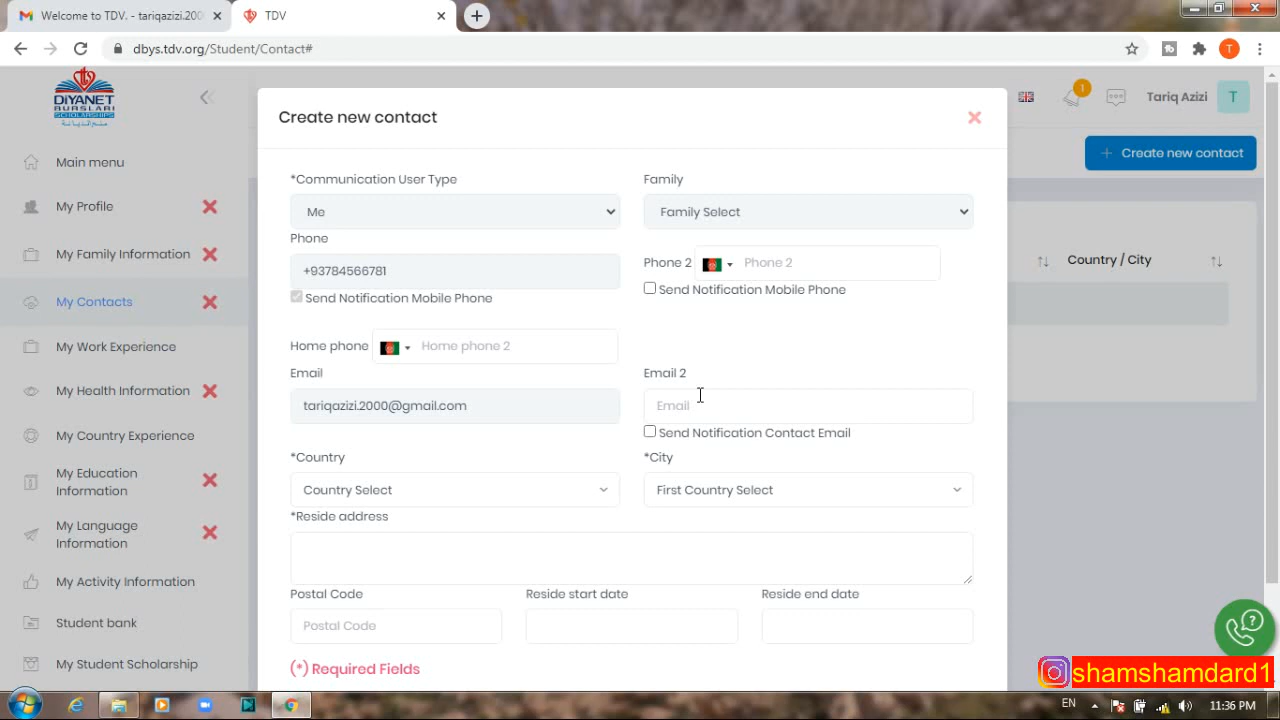 Welcome to TDV. - tariqazizi.200
TDV
dbys.tdv.org/Student/Contact#
T
DIYANET
BURSLARI
SCHOLARSHIPS
1
Tariq Azizi
T
Create new contact
+ Create new contact
Main menu
My Profile
My Family Information
My Contacts
My Work Experience
My Health Information
My Country Experience
My Education
Information
My Language
Information
My Activity Information
Student bank
My Student Scholarship
*Communication User Type
Family
Me
Family Select
Phone
+93784566781
Phone 2
Phone 2
Send Notification Mobile Phone
Send Notification Mobile Phone
Home phone
Home phone 2
Email
Email 2
tariqazizi.2000@gmail.com
Email
Send Notification Contact Email
*Country
*City
Country Select
First Country Select
*Reside address
Postal Code
Reside start date
Reside end date
Postal Code
(*) Required Fields
Country / City
shamshamdard1
EN
11:36 PM